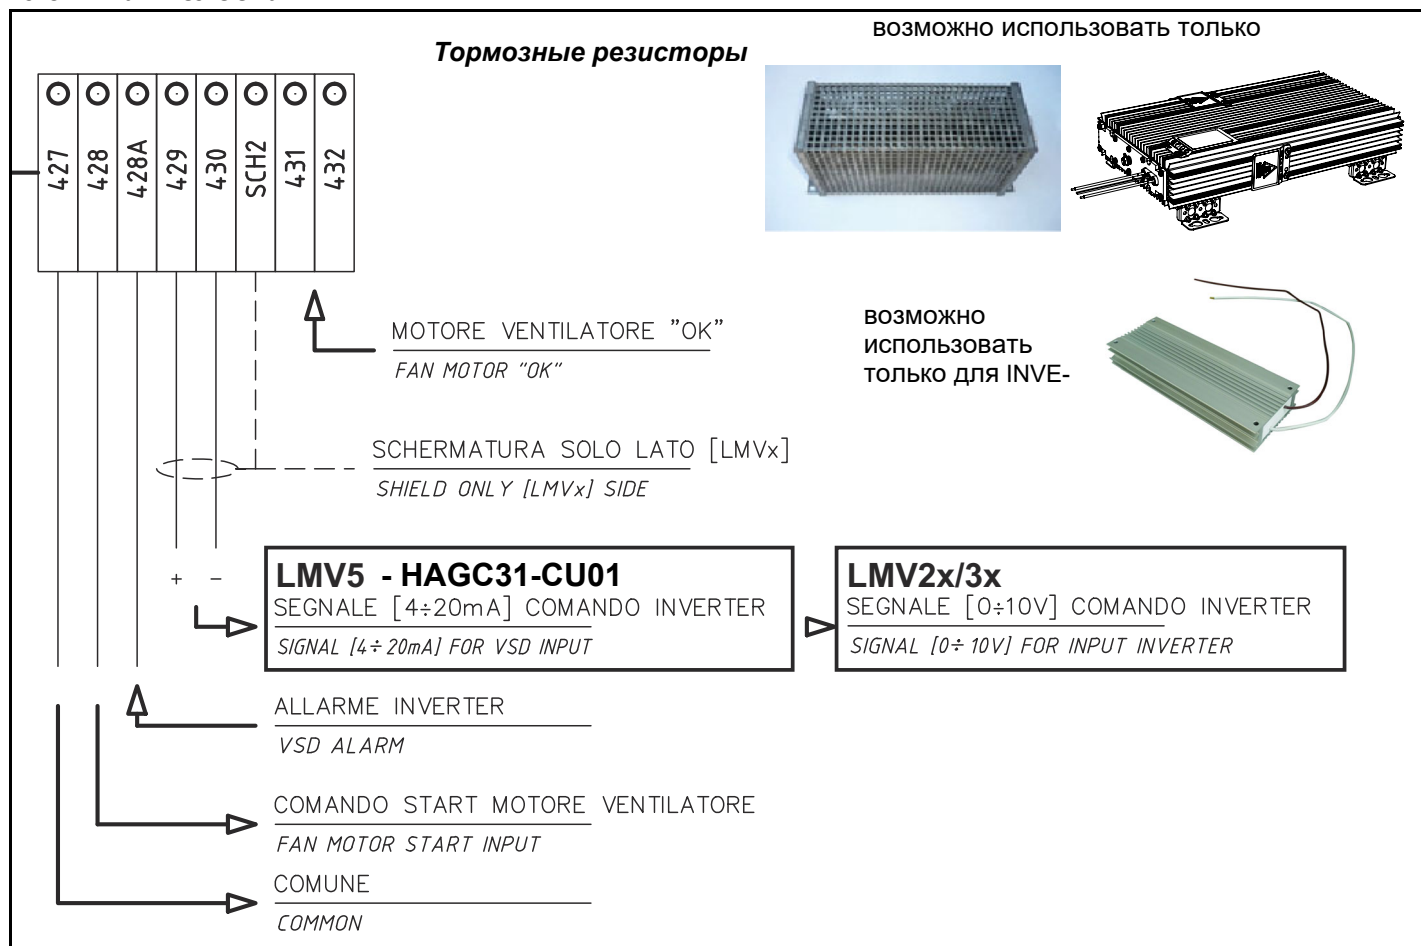 возможно использовать только
Тормозные резисторы
427
428
428A
429
430
SCH2
431
432
MOTORE VENTILATORE "OK"
FAN MOTOR "OK"
возможно
использовать
только для INVE-
SCHERMATURA SOLO LATO [LMVx]
SHIELD ONLY [LMVx] SIDE
+ −
LMV5 - HAGC31-CU01
SEGNALE [4÷20mA] COMANDO INVERTER
SIGNAL [4÷20mA] FOR VSD INPUT
LMV2x/3x
SEGNALE [0÷10V] COMANDO INVERTER
SIGNAL [0÷10V] FOR INPUT INVERTER
ALLARME INVERTER
VSD ALARM
COMANDO START MOTORE VENTILATORE
FAN MOTOR START INPUT
COMUNE
COMMON